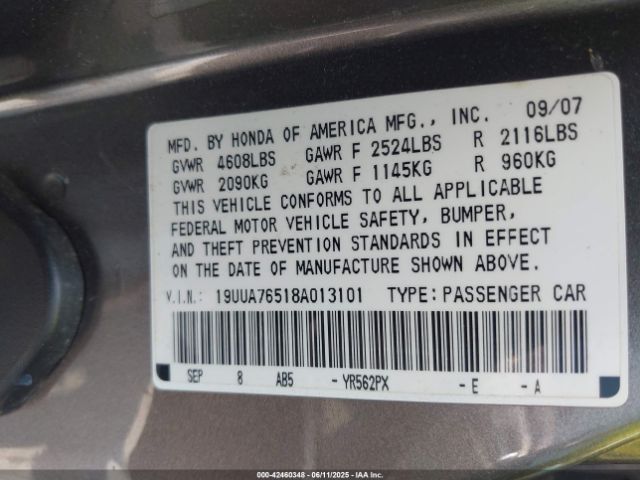 MFD. BY HONDA OF AMERICA MFG., INC. 09/07
GVWR 4608LBS GAWR F 2524LBS R 2116LBS
GVWR 2090KG GAWR F 1145KG R 960KG
THIS VEHICLE CONFORMS TO ALL APPLICABLE
FEDERAL MOTOR VEHICLE SAFETY, BUMPER,
AND THEFT PREVENTION STANDARDS IN EFFECT
ON THE DATE OF MANUFACTURE SHOWN ABOVE.
V.I.N.: 19UUA76518A013101 TYPE: PASSENGER CAR
SEP 8 AB5 -YR562PX -E -A
000-42460348 - 06/11/2025 - IAAI.CA